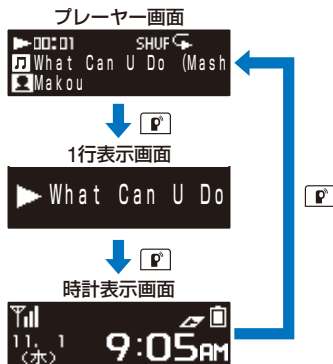 プレーヤー画面
00:01 SHUF
What Can U Do (Mash
Makou
1行表示画面
What Can U Do
時計表示画面
11. 1
(水)
9:05AM